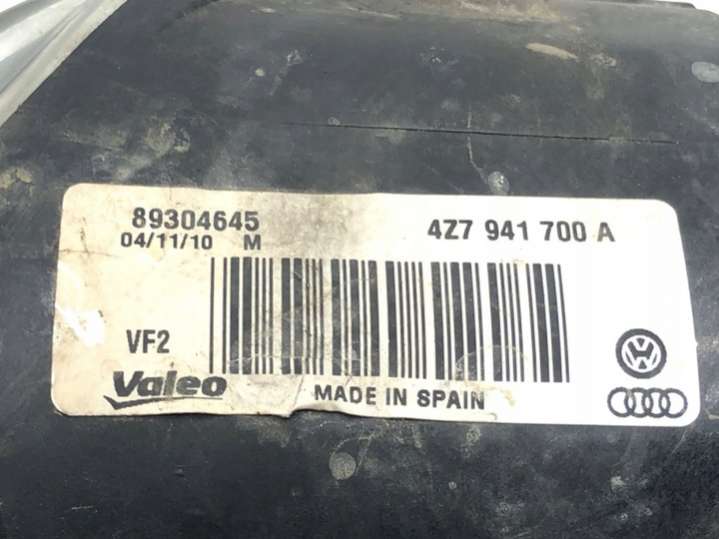 89304645 4Z7 941 700 A
04/11/10 M
VF2
Valeo MADE IN SPAIN